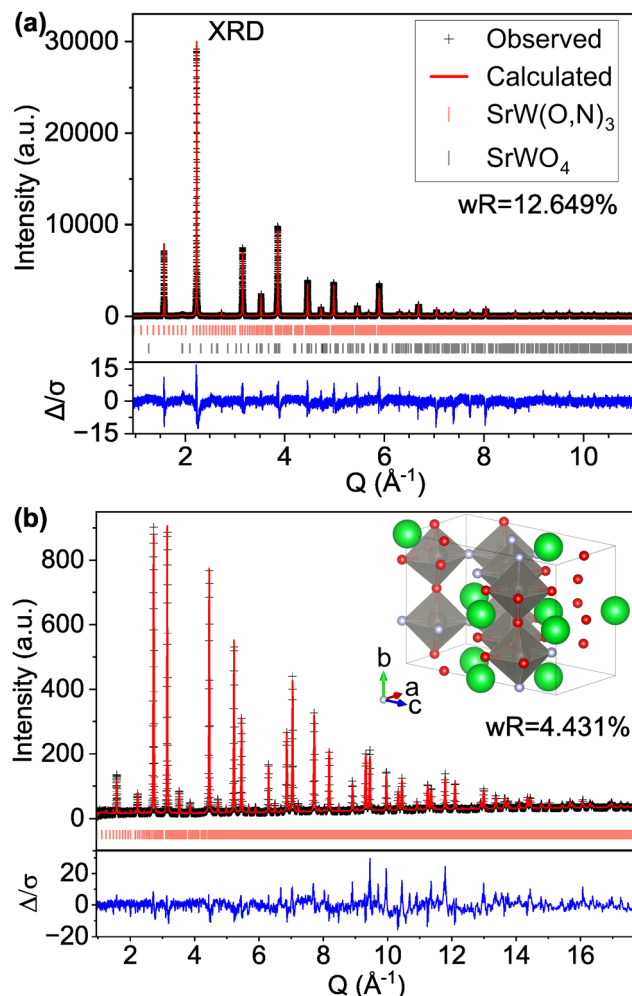 (a)
XRD
Observed
Calculated
SrW(O,N)₃
SrWO₄
wR=12.649%
Intensity (a.u.)
30000
20000
10000
0
Δ/σ
15
0
−15
2 4 6 8 10
Q (Å⁻¹)
(b)
Intensity (a.u.)
800
600
400
200
0
b
a
c
wR=4.431%
Δ/σ
20
0
−20
2 4 6 8 10 12 14 16
Q (Å⁻¹)